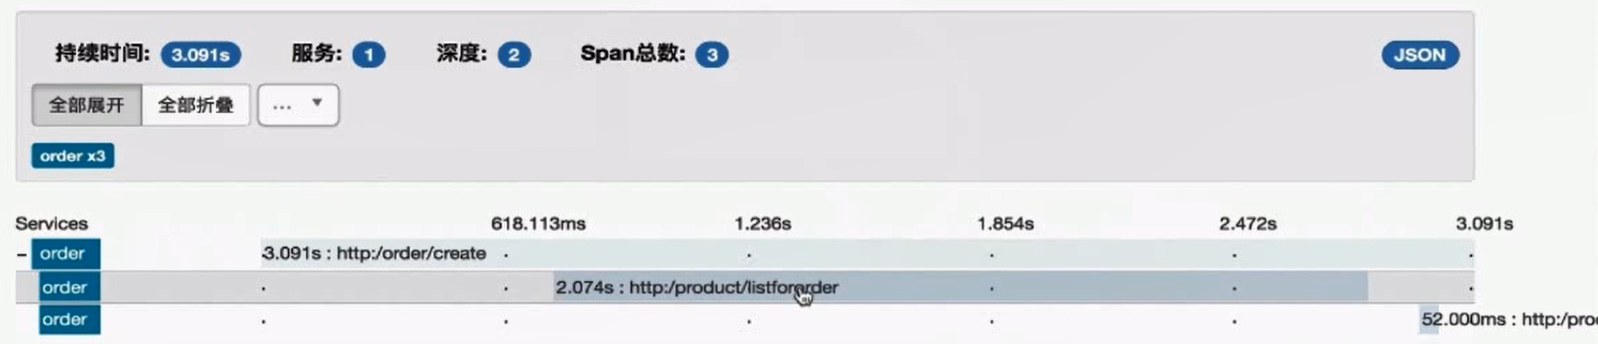 持续时间: 3.091s 服务: 1 深度: 2 Span总数: 3 JSON
全部展开 全部折叠 ...
order x3
Services 618.113ms 1.236s 1.854s 2.472s 3.091s
- order 3.091s : http:/order/create
order 2.074s : http:/product/listfororder
order 52.000ms : http:/pro